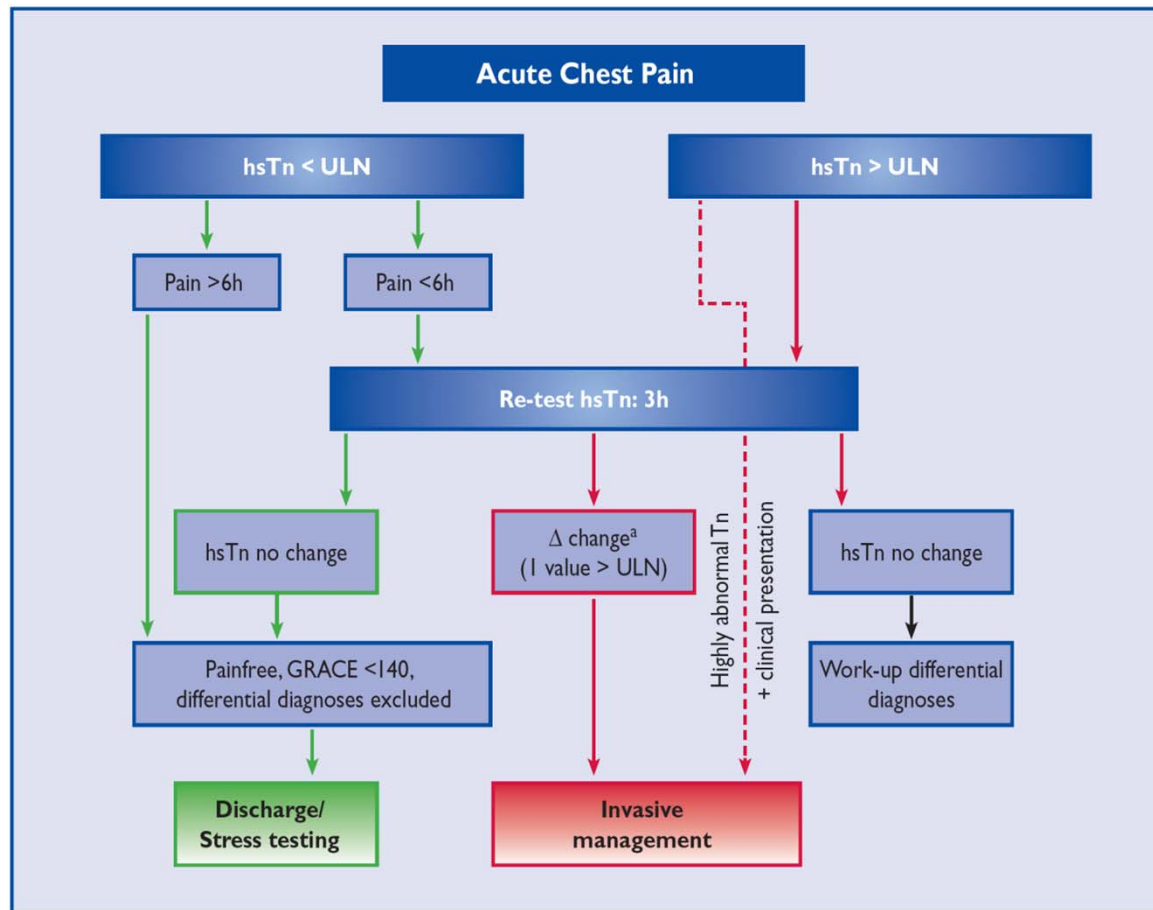 Acute Chest Pain
hsTn < ULN
hsTn > ULN
Pain >6h
Pain <6h
Re-test hsTn: 3h
hsTn no change
Δ changeᵃ
(1 value > ULN)
Highly abnormal Tn
+ clinical presentation
hsTn no change
Painfree, GRACE <140,
differential diagnoses excluded
Work-up differential
diagnoses
Discharge/
Stress testing
Invasive
management